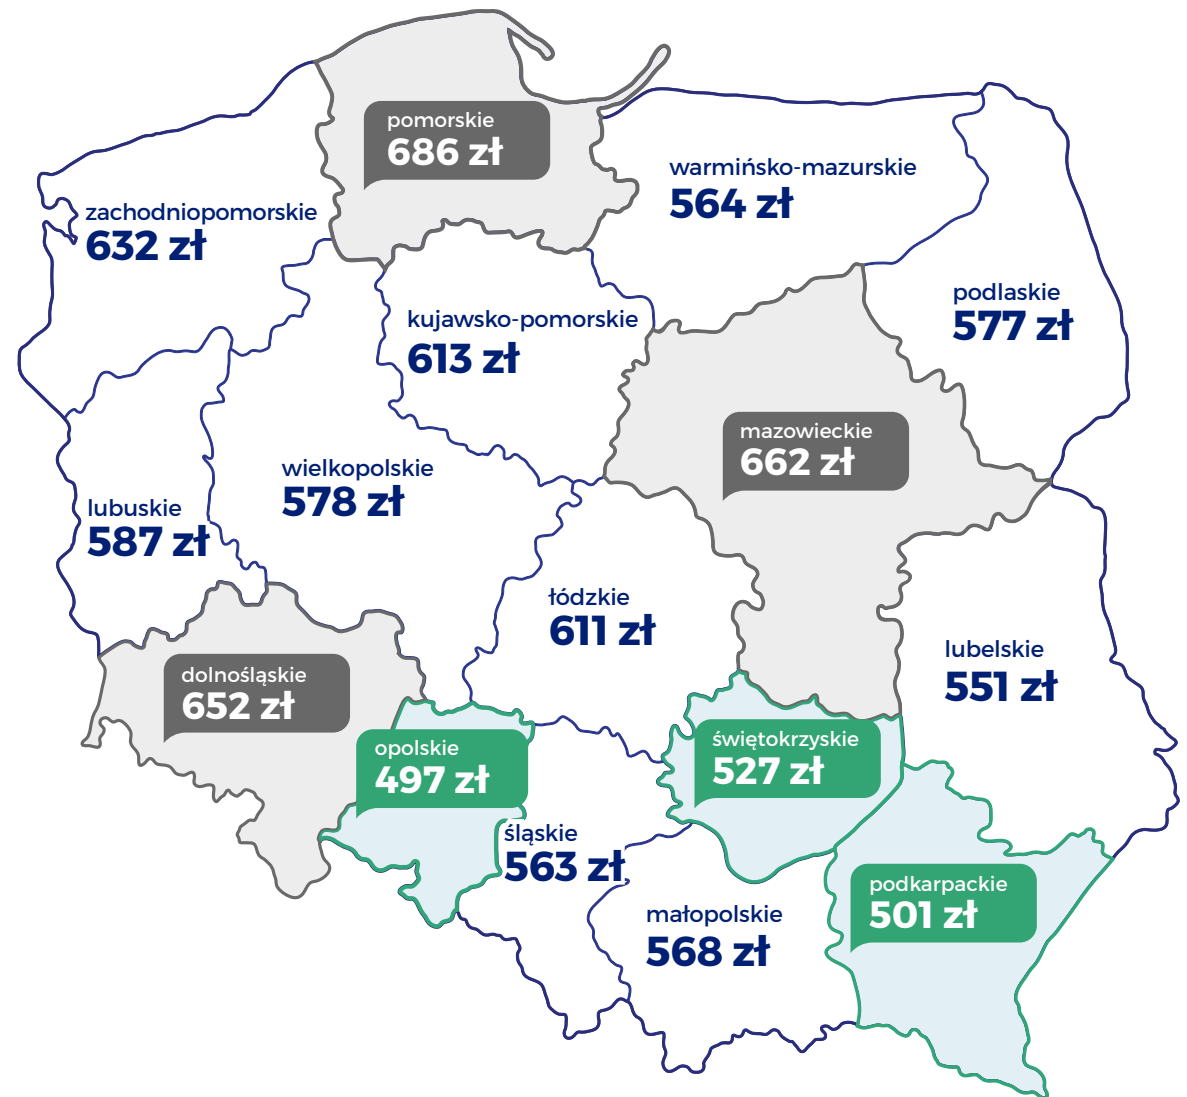 pomorskie
686 zł
warmińsko-mazurskie
564 zł
zachodniopomorskie
632 zł
podlaskie
577 zł
kujawsko-pomorskie
613 zł
mazowieckie
662 zł
wielkopolskie
578 zł
lubuskie
587 zł
łódzkie
611 zł
lubelskie
551 zł
dolnośląskie
652 zł
opolskie
497 zł
świętokrzyskie
527 zł
śląskie
563 zł
podkarpackie
501 zł
małopolskie
568 zł